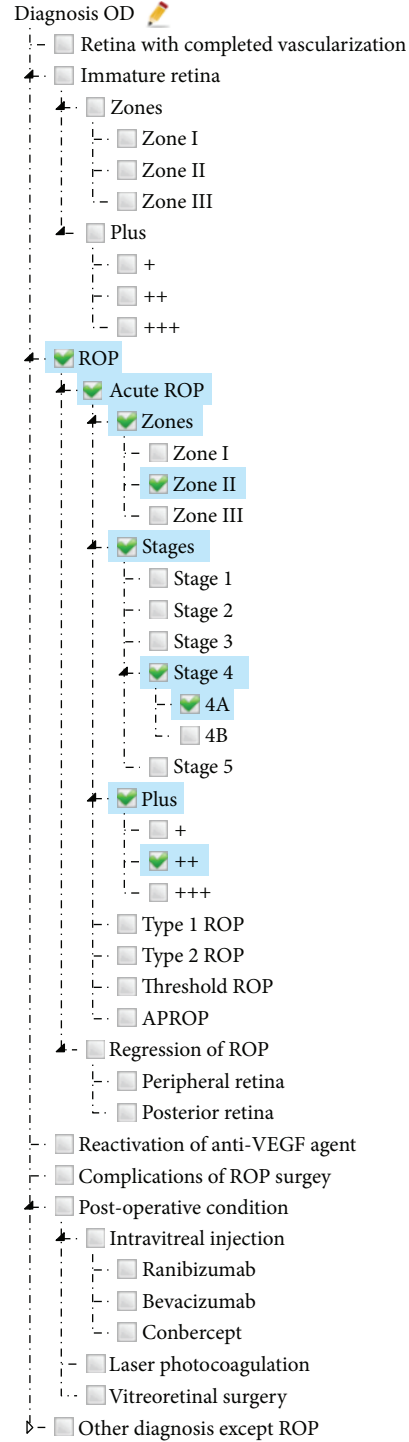 Diagnosis OD
Retina with completed vascularization
Immature retina
Zones
Zone I
Zone II
Zone III
Plus
+
++
+++
ROP
Acute ROP
Zones
Zone I
Zone II
Zone III
Stages
Stage 1
Stage 2
Stage 3
Stage 4
4A
4B
Stage 5
Plus
+
++
+++
Type 1 ROP
Type 2 ROP
Threshold ROP
APROP
Regression of ROP
Peripheral retina
Posterior retina
Reactivation of anti-VEGF agent
Complications of ROP surgey
Post-operative condition
Intravitreal injection
Ranibizumab
Bevacizumab
Conbercept
Laser photocoagulation
Vitreoretinal surgery
Other diagnosis except ROP